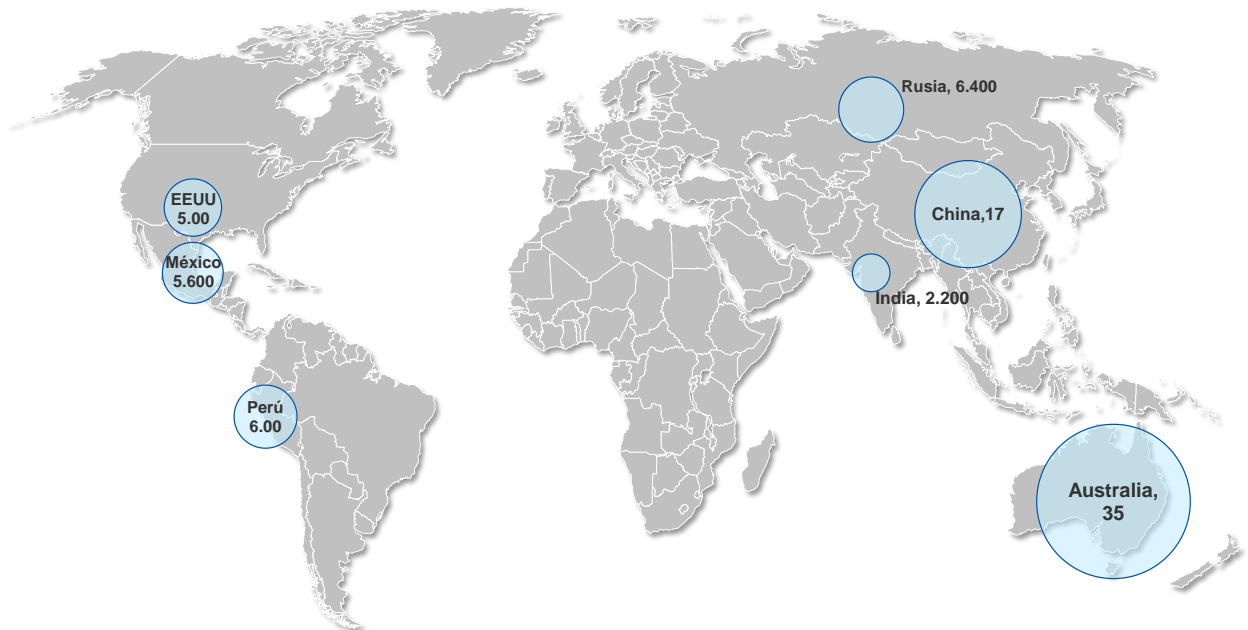 Rusia, 6.400
EEUU
5.00
China,17
México
5.600
India, 2.200
Perú
6.00
Australia,
35